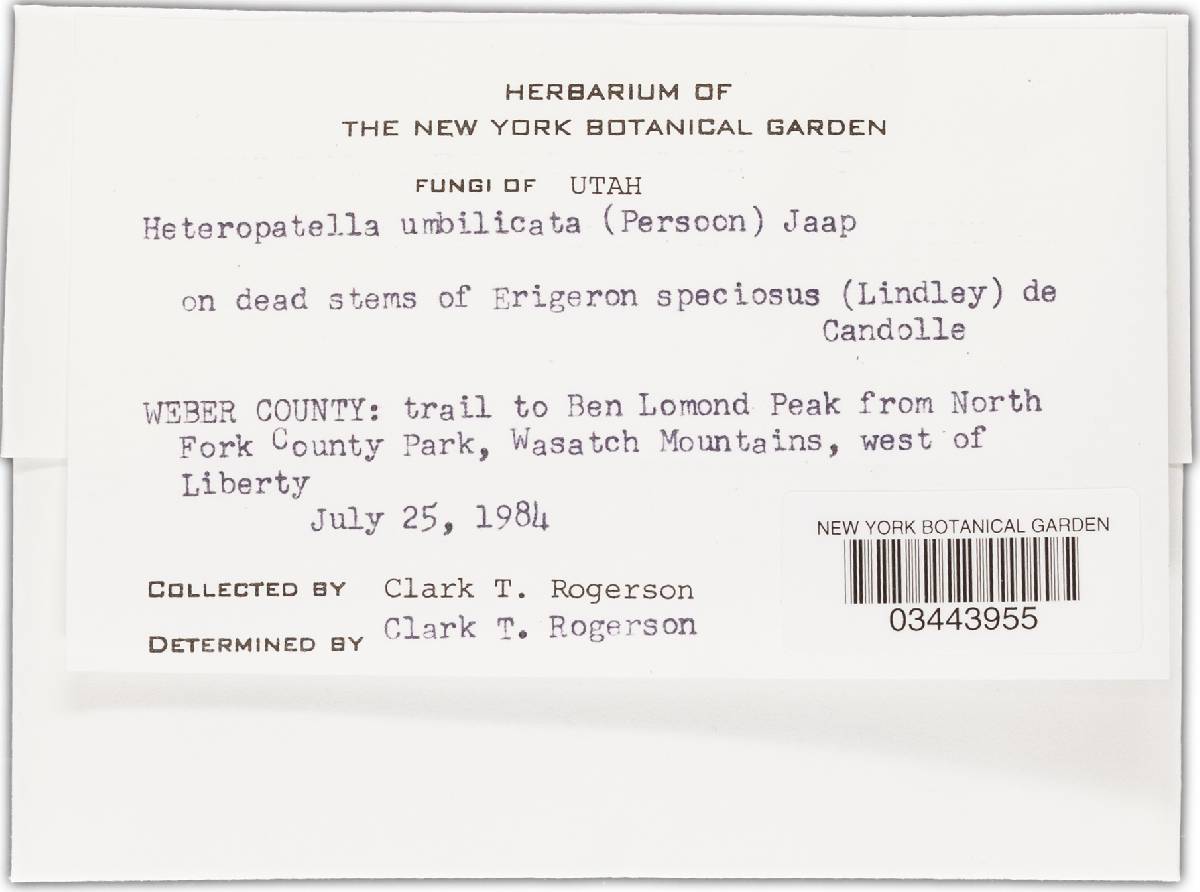 HERBARIUM OF
THE NEW YORK BOTANICAL GARDEN
FUNGI OF UTAH
Heteropatella umbilicata (Persoon) Jaap
on dead stems of Erigeron speciosus (Lindley) de
Candolle
WEBER COUNTY: trail to Ben Lomond Peak from North
Fork County Park, Wasatch Mountains, west of
Liberty
July 25, 1984
NEW YORK BOTANICAL GARDEN
03443955
COLLECTED BY Clark T. Rogerson
DETERMINED BY Clark T. Rogerson